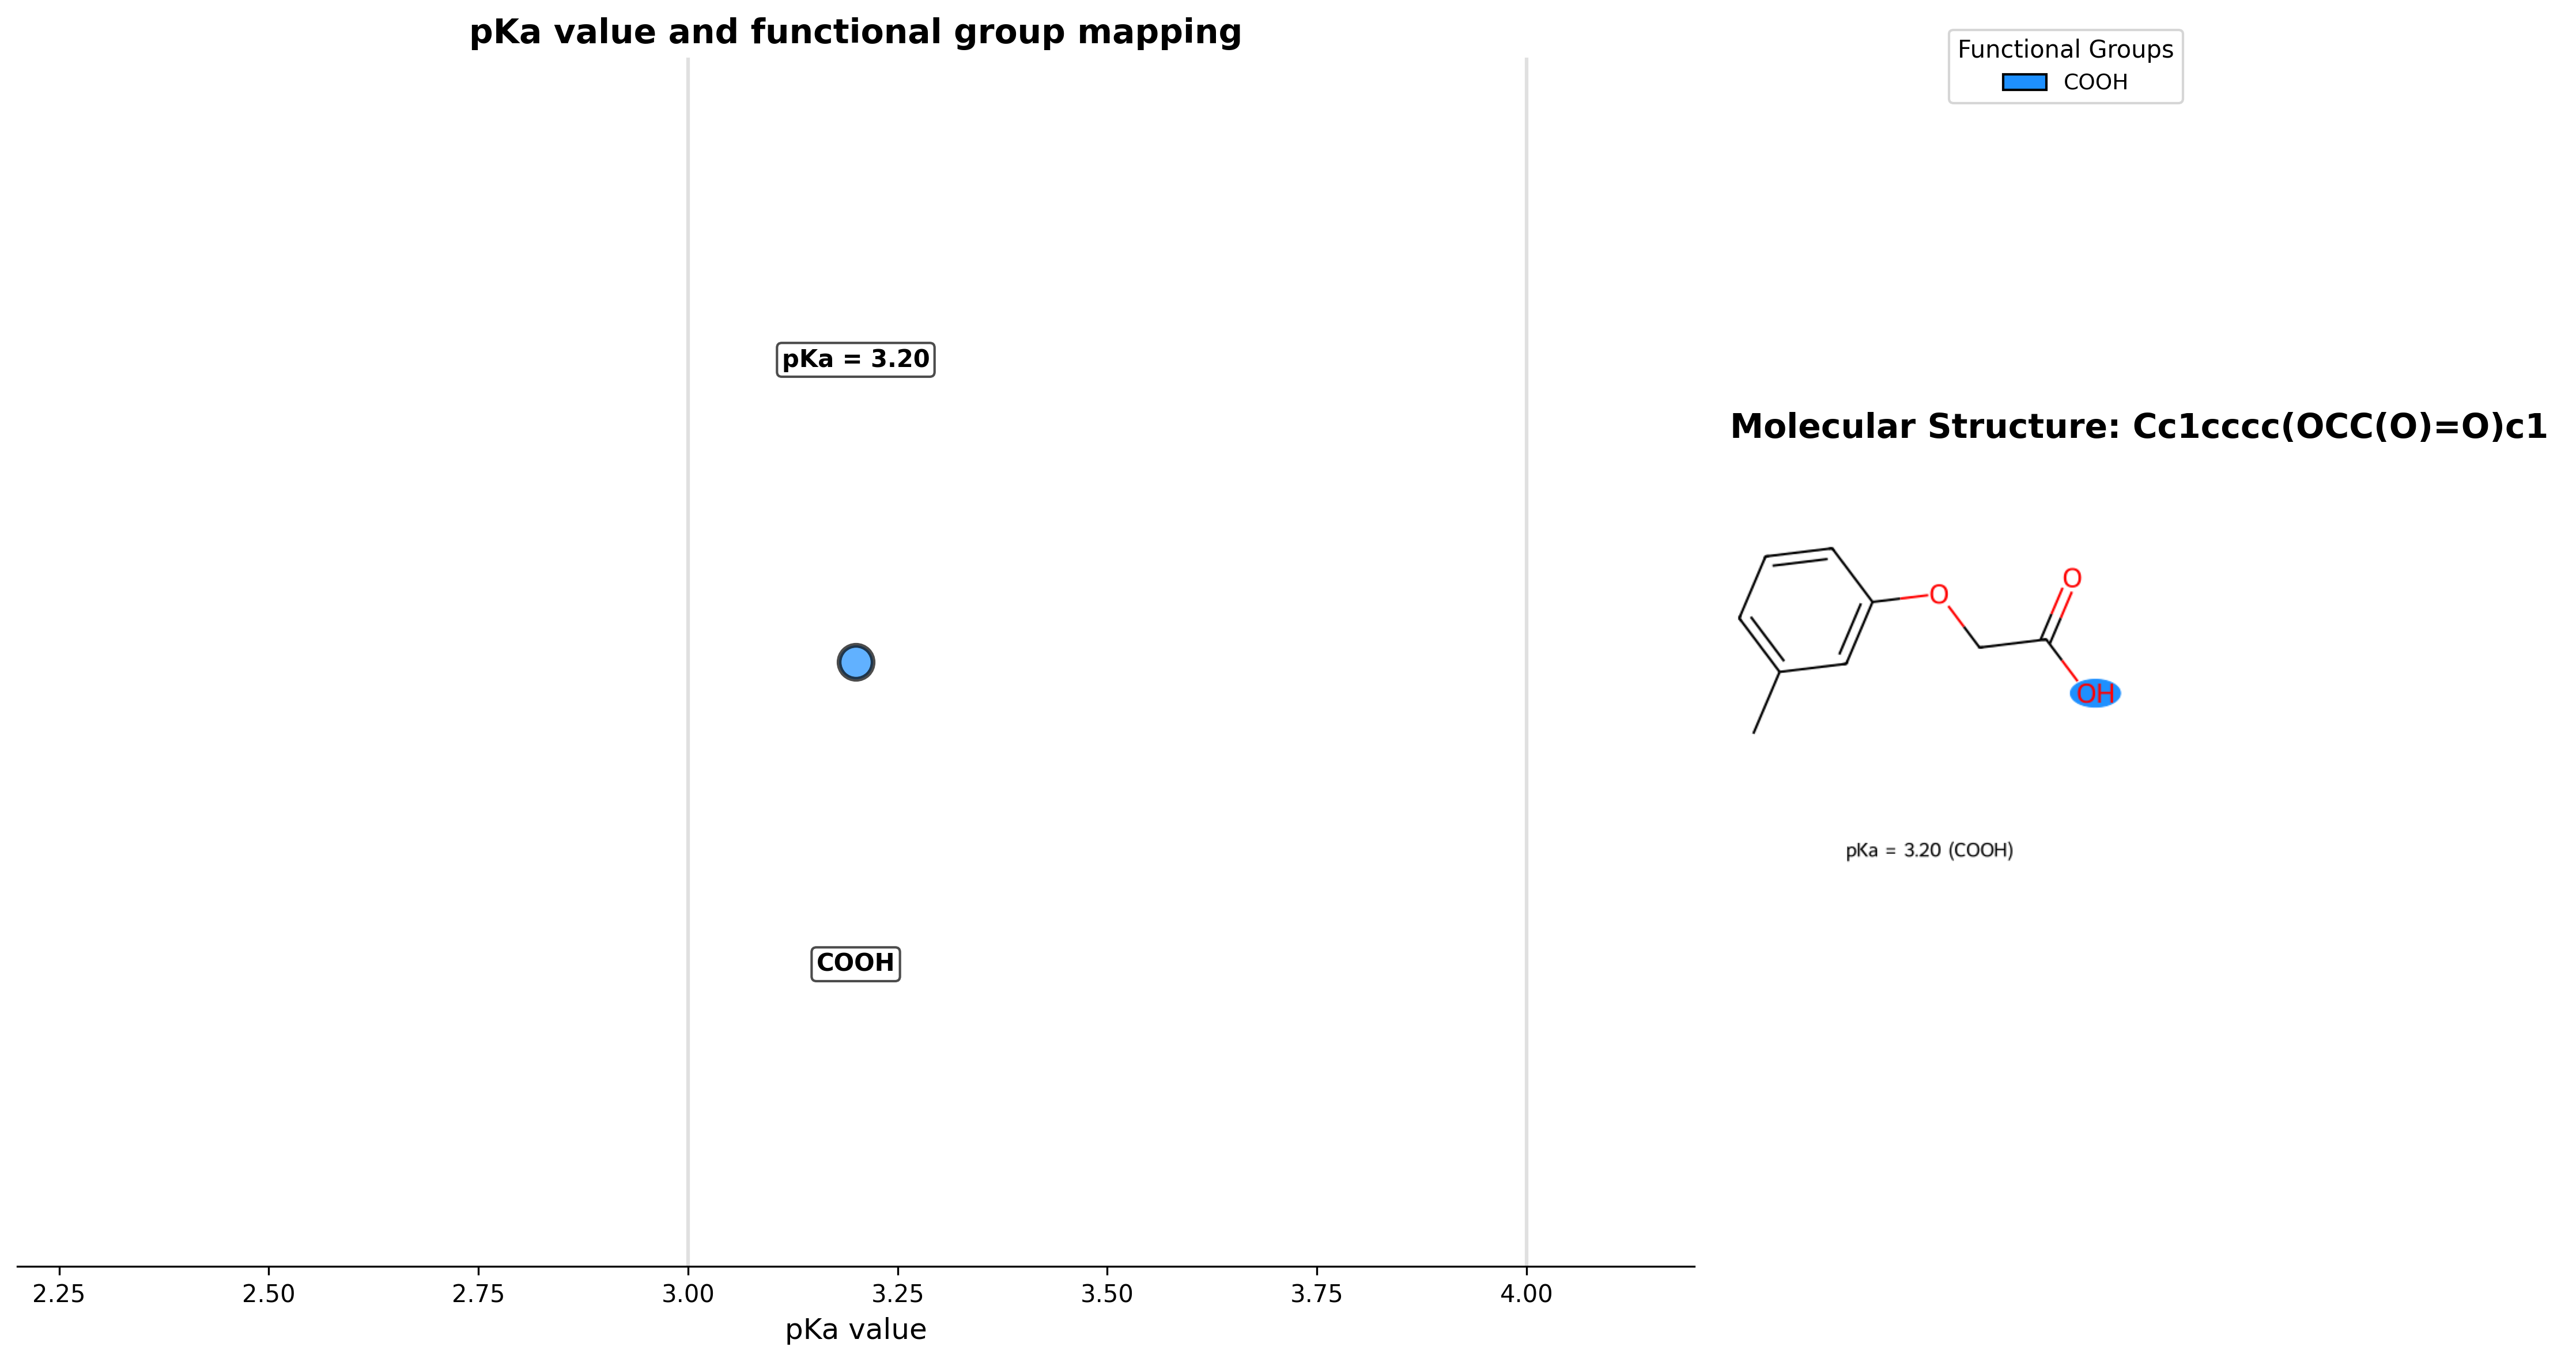 pKa value and functional group mapping
Functional Groups
COOH
pKa = 3.20
Molecular Structure: Cc1cccc(OCC(O)=O)c1
O
O
OH
pKa = 3.20 (COOH)
COOH
2.25 2.50 2.75 3.00 3.25 3.50 3.75 4.00
pKa value